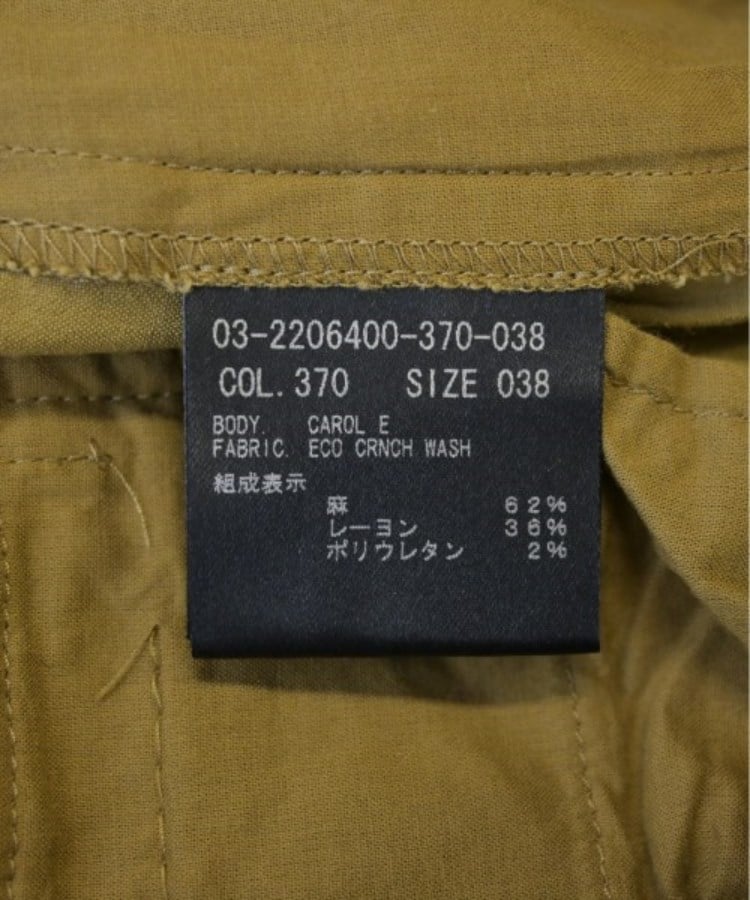 03-2206400-370-038
COL. 370 SIZE 038
BODY. CAROL E
FABRIC. ECO CRNCH WASH
組成表示
麻 62%
レーヨン 36%
ポリウレタン 2%